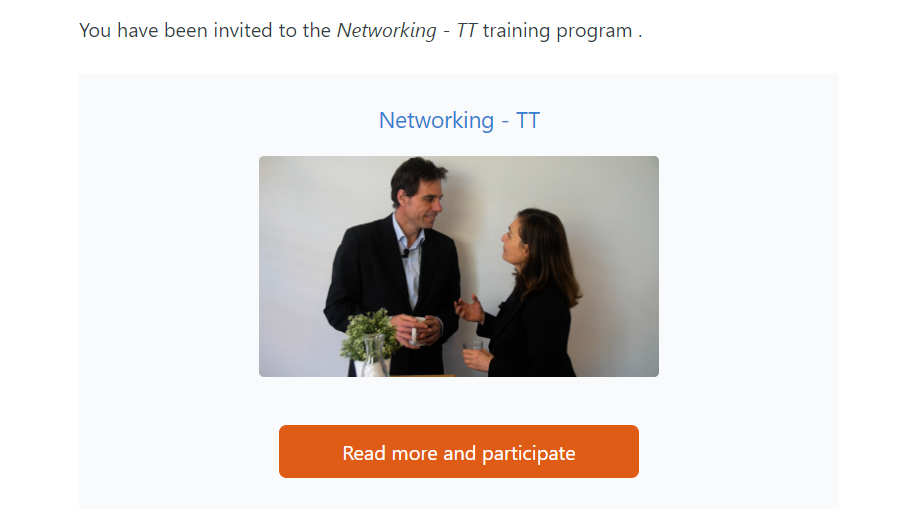 You have been invited to the Networking - TT training program .
Networking - TT
Read more and participate